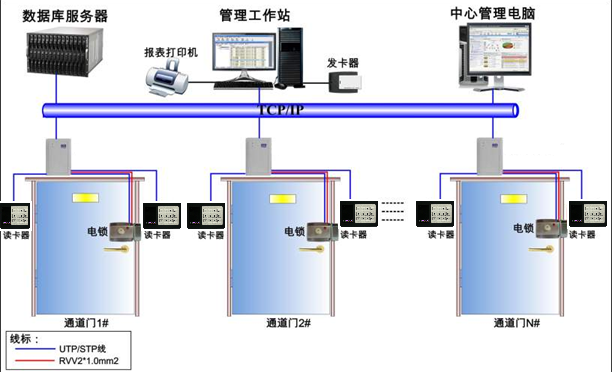 数据库服务器
管理工作站
中心管理电脑
报表打印机
发卡器
TCP/IP
读卡器
电锁
读卡器
读卡器
电锁
读卡器
读卡器
电锁
读卡器
通道门1#
通道门2#
通道门N#
线标：
UTP/STP线
RVV2*1.0mm2